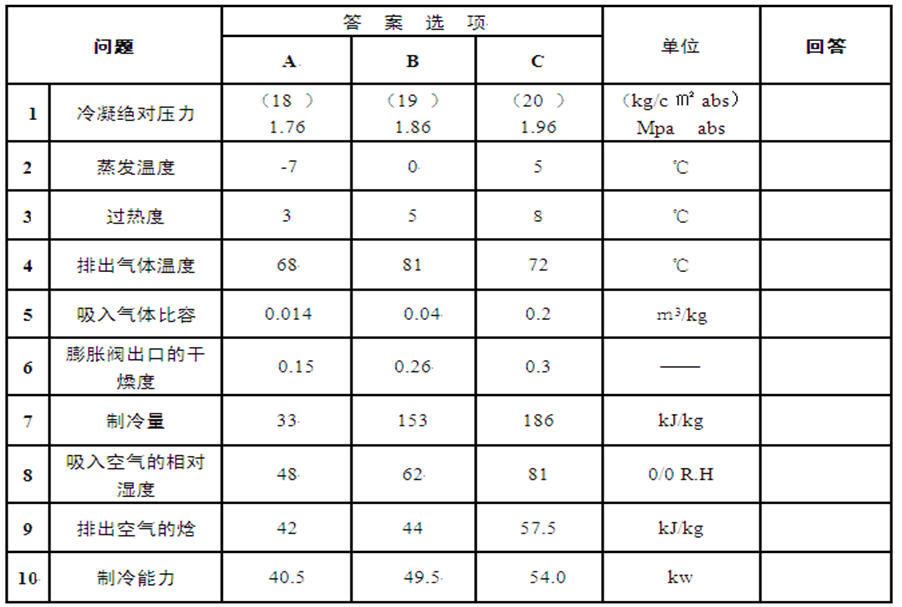 问题 答 案 选 项 单位 回答
A B C
1 冷凝绝对压力 （18 ） （19 ） （20 ） （kg/c ㎡ abs）
1.76 1.86 1.96 Mpa abs
2 蒸发温度 -7 0 5 ℃
3 过热度 3 5 8 ℃
4 排出气体温度 68 81 72 ℃
5 吸入气体比容 0.014 0.04 0.2 m³/kg
6 膨胀阀出口的干 0.15 0.26 0.3 ——
燥度
7 制冷量 33 153 186 kJ/kg
8 吸入空气的相对 48 62 81 0/0 R.H
湿度
9 排出空气的焓 42 44 57.5 kJ/kg
10 制冷能力 40.5 49.5 54.0 kw